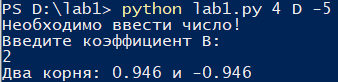 PS D:\lab1> python lab1.py 4 D -5
Необходимо ввести число!
Введите коэффициент B:
2
Два корня: 0.946 и -0.946